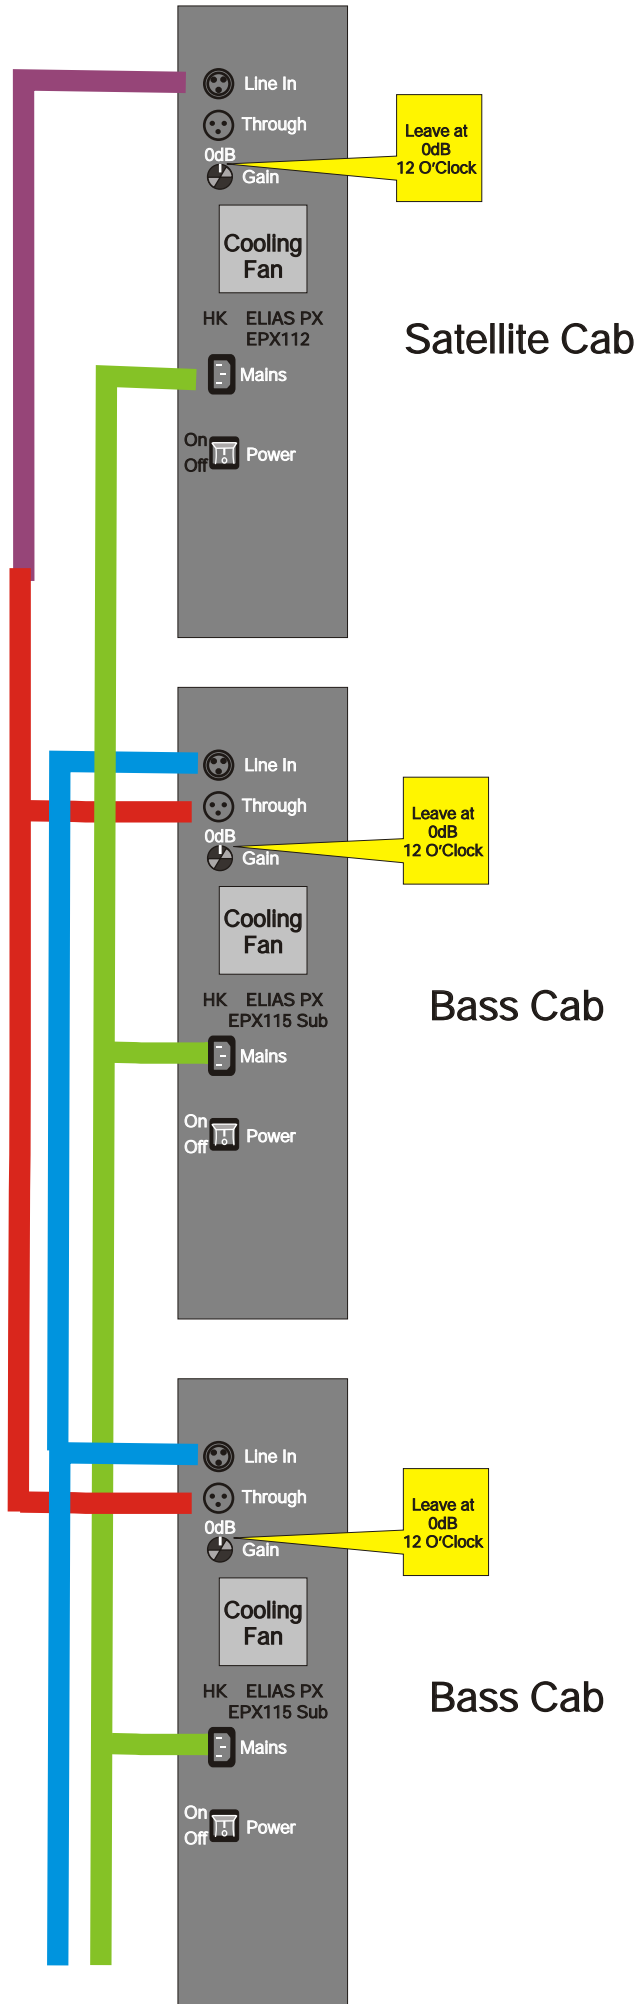 Line In
Through
0dB
Gain
Leave at
0dB
12 O'Clock
Cooling
Fan
HK ELIAS PX
EPX112
Satellite Cab
Mains
On
Off
Power
Line In
Through
0dB
Gain
Leave at
0dB
12 O'Clock
Cooling
Fan
HK ELIAS PX
EPX115 Sub
Bass Cab
Mains
On
Off
Power
Line In
Through
0dB
Gain
Leave at
0dB
12 O'Clock
Cooling
Fan
HK ELIAS PX
EPX115 Sub
Bass Cab
Mains
On
Off
Power